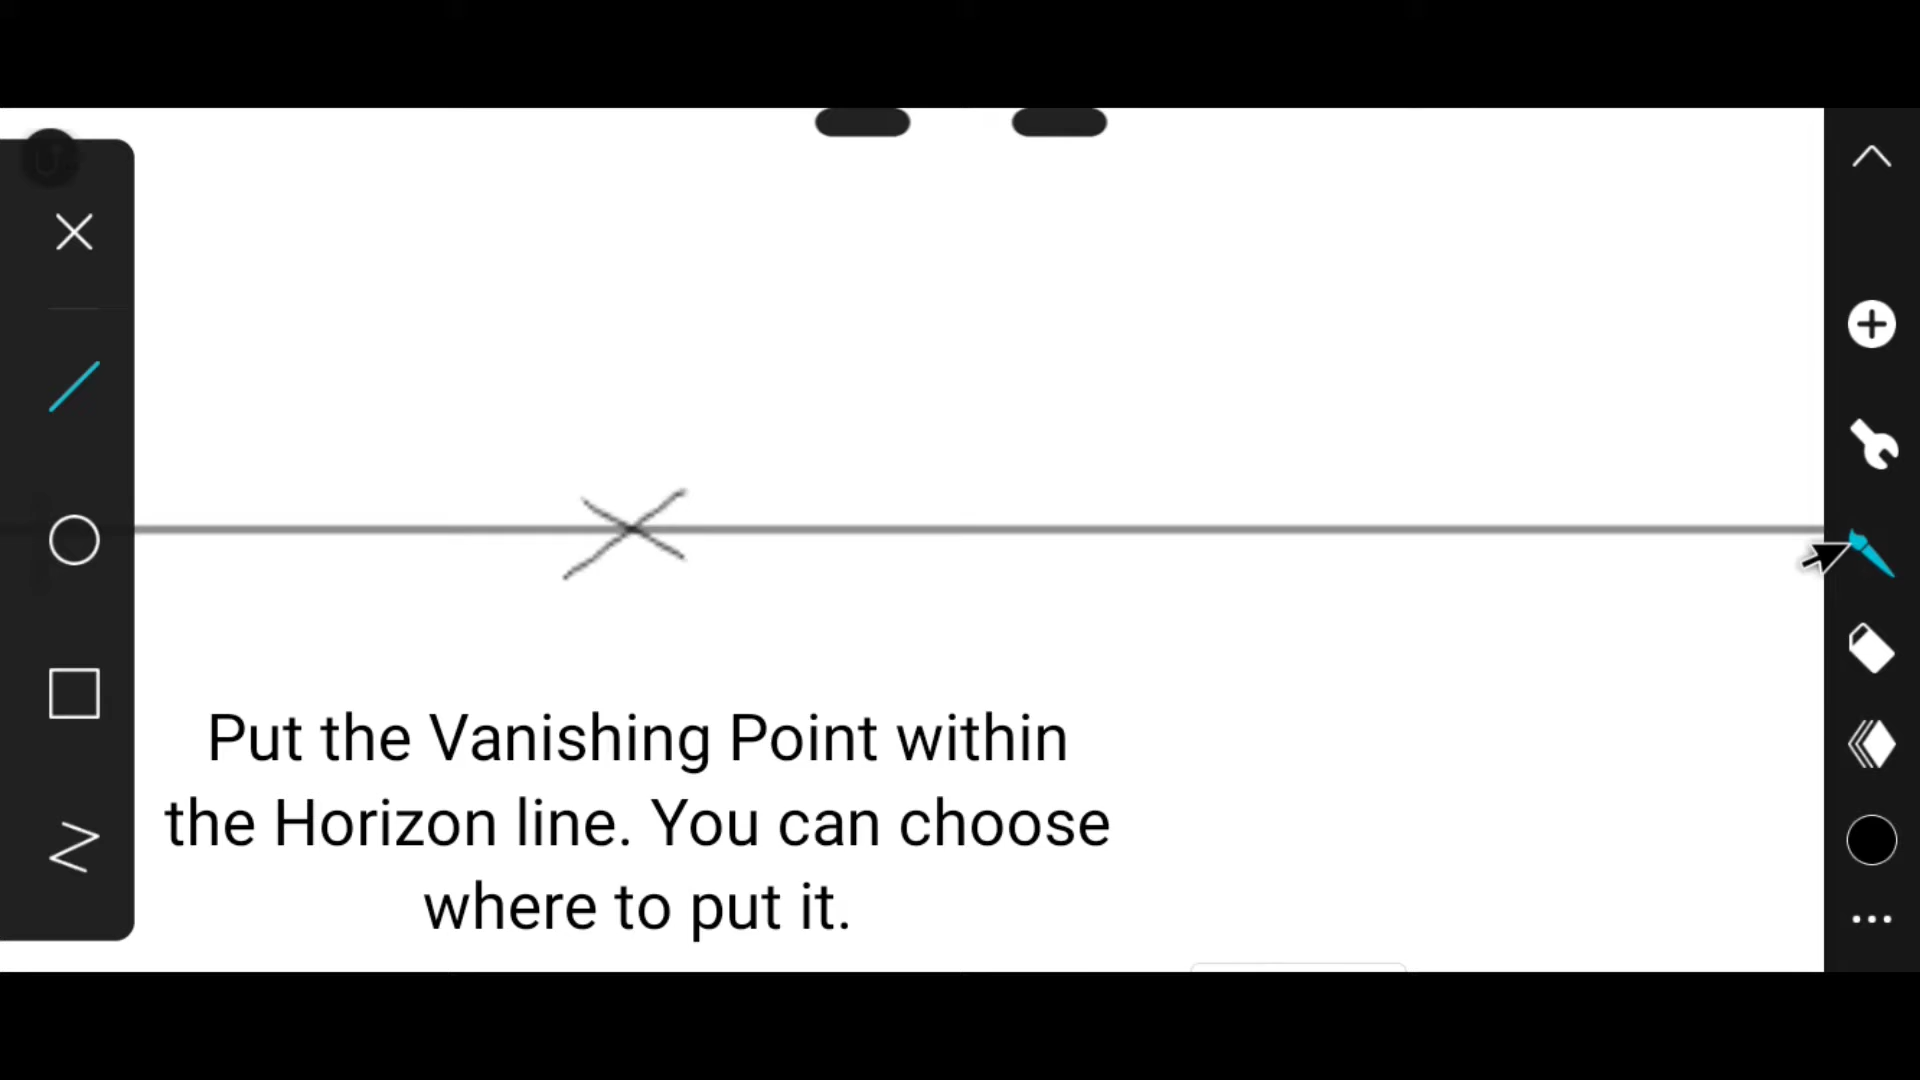 Put the Vanishing Point within
the Horizon line. You can choose
where to put it.